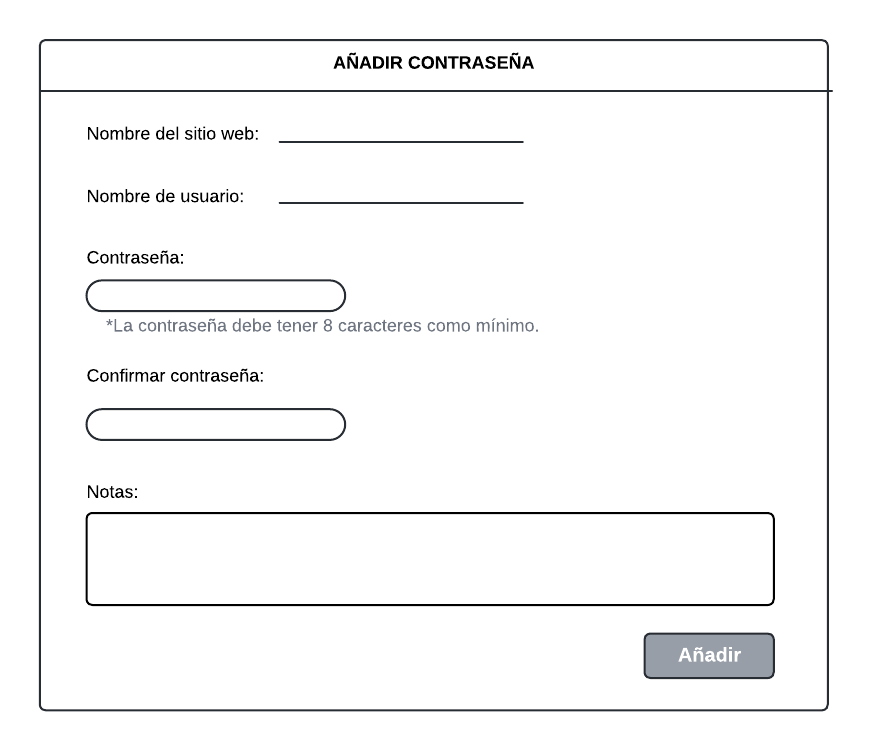 AÑADIR CONTRASEÑA
Nombre del sitio web:
Nombre de usuario:
Contraseña:
*La contraseña debe tener 8 caracteres como mínimo.
Confirmar contraseña:
Notas:
Añadir